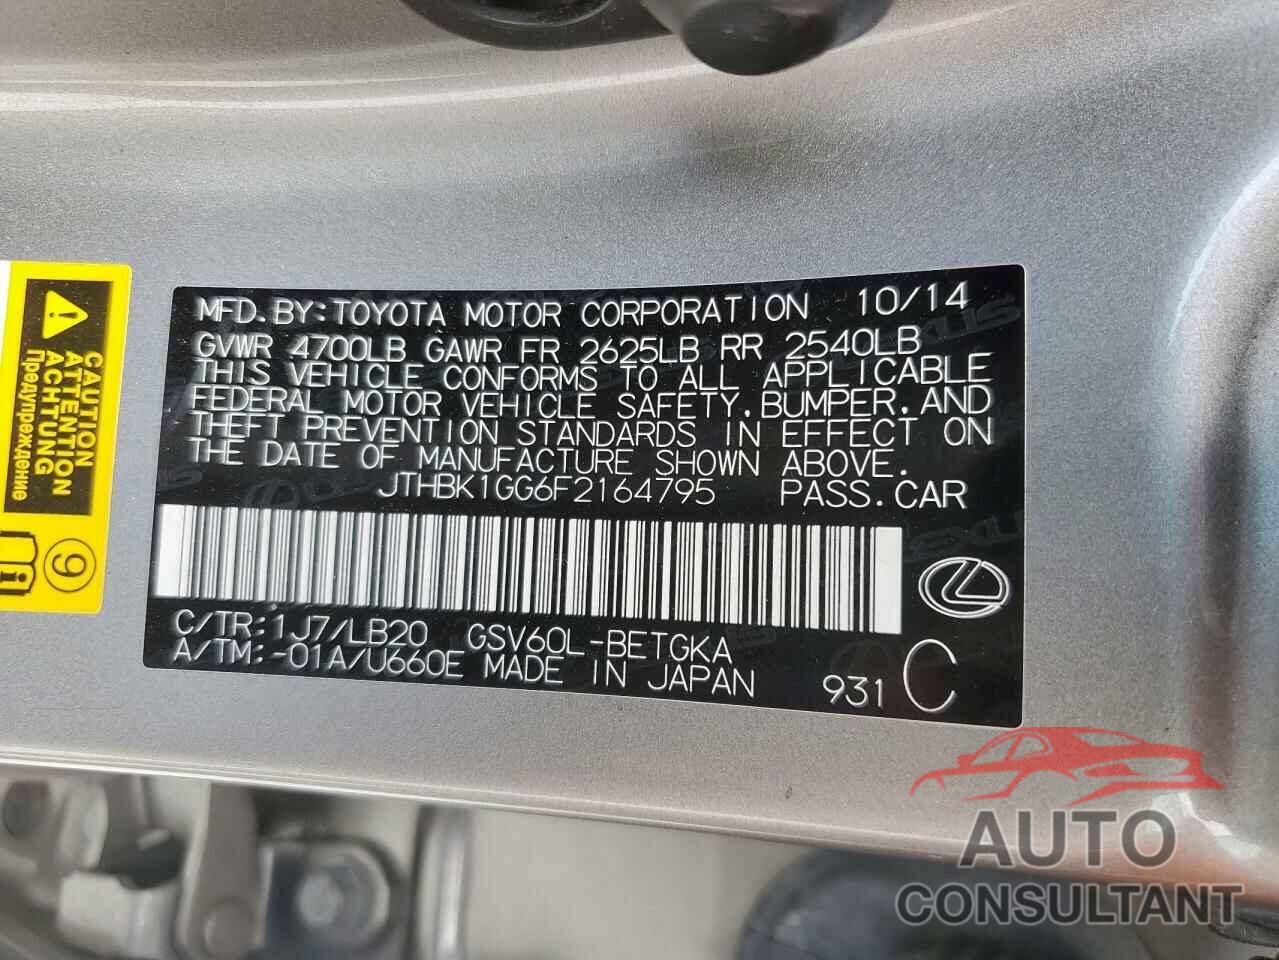 MFD.BY:TOYOTA MOTOR CORPORATION 10/14
GVWR 4700LB GAWR FR 2625LB RR 2540LB
THIS VEHICLE CONFORMS TO ALL APPLICABLE
FEDERAL MOTOR VEHICLE SAFETY,BUMPER,AND
THEFT PREVENTION STANDARDS IN EFFECT ON
THE DATE OF MANUFACTURE SHOWN ABOVE.
JTHBK1GG6F2164795 PASS.CAR
C/TR:1J7/LB20 GSV60L-BETGKA
A/TM:-01A/U660E MADE IN JAPAN
931 C
CAUTION
ATTENTION
ACHTUNG
Предупреждение
9
AUTO
CONSULTANT